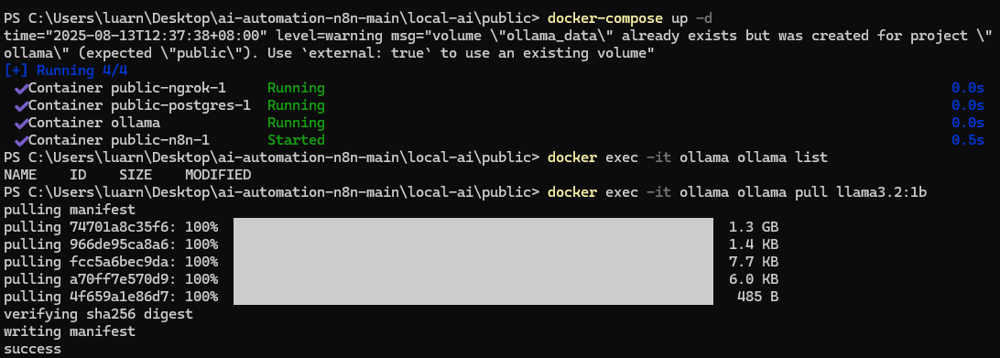 PS C:\Users\luarn\Desktop\ai-automation-n8n-main\local-ai\public> docker-compose up -d
time="2025-08-13T12:37:38+08:00" level=warning msg="volume \"ollama_data\" already exists but was created for project \"
ollama\" (expected \"public\"). Use `external: true` to use an existing volume"
[+] Running 4/4
✔Container public-ngrok-1 Running 0.0s
✔Container public-postgres-1 Running 0.0s
✔Container ollama Running 0.0s
✔Container public-n8n-1 Started 0.5s
PS C:\Users\luarn\Desktop\ai-automation-n8n-main\local-ai\public> docker exec -it ollama ollama list
NAME ID SIZE MODIFIED
PS C:\Users\luarn\Desktop\ai-automation-n8n-main\local-ai\public> docker exec -it ollama ollama pull llama3.2:1b
pulling manifest
pulling 74701a8c35f6: 100% 1.3 GB
pulling 966de95ca8a6: 100% 1.4 KB
pulling fcc5a6bec9da: 100% 7.7 KB
pulling a70ff7e570d9: 100% 6.0 KB
pulling 4f659a1e86d7: 100% 485 B
verifying sha256 digest
writing manifest
success